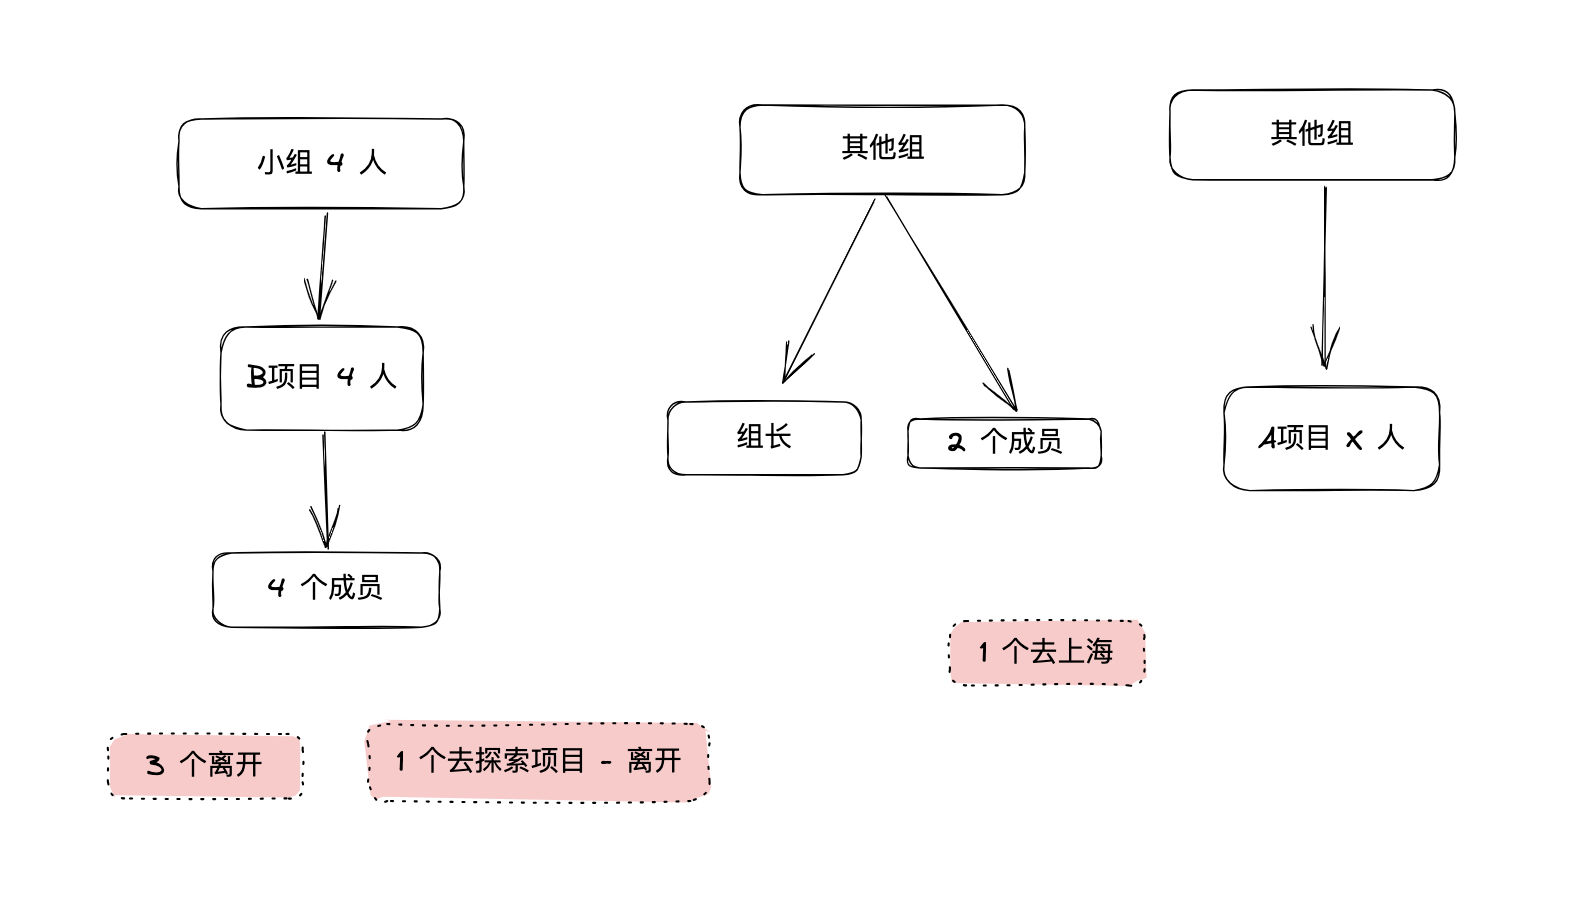 小组 4 人
其他组
其他组
B项目 4 人
组长
2 个成员
A项目 x 人
4 个成员
1 个去上海
3 个离开
1 个去探索项目 - 离开